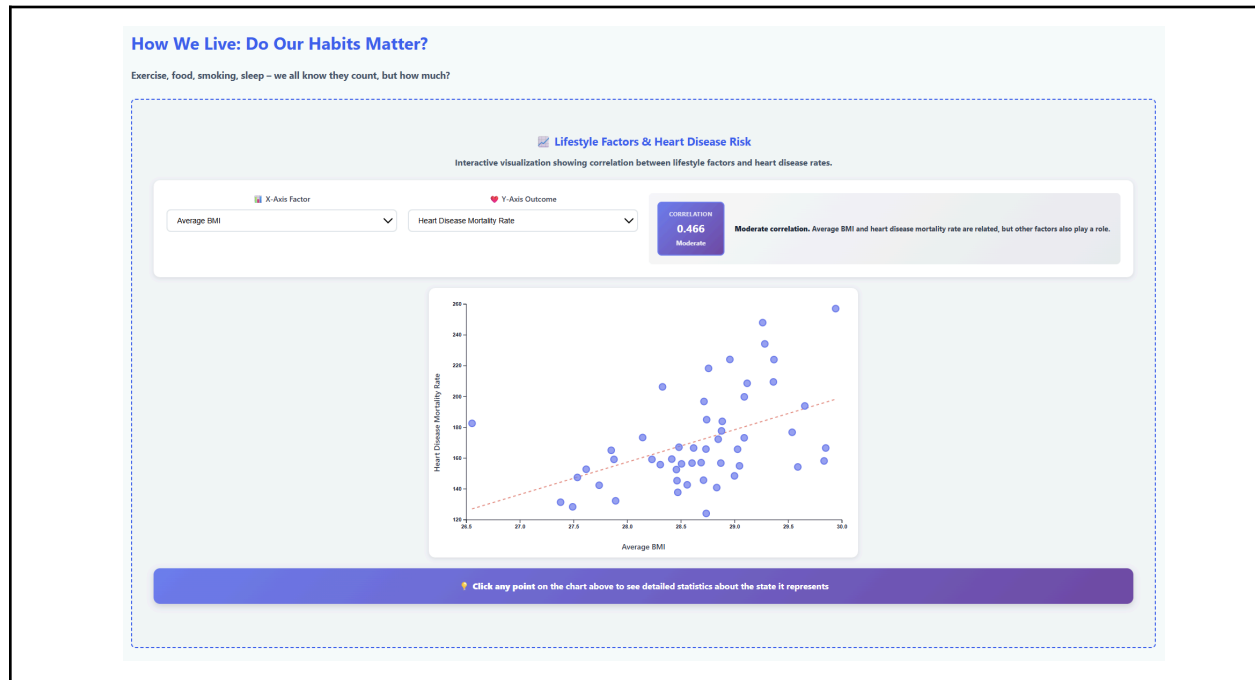 How We Live: Do Our Habits Matter?
Exercise, food, smoking, sleep – we all know they count, but how much?
📈 Lifestyle Factors & Heart Disease Risk
Interactive visualization showing correlation between lifestyle factors and heart disease rates.
📊 X-Axis Factor
Average BMI
❤️ Y-Axis Outcome
Heart Disease Mortality Rate
CORRELATION
0.466
Moderate
Moderate correlation. Average BMI and heart disease mortality rate are related, but other factors also play a role.
Heart Disease Mortality Rate
260
240
220
200
180
160
140
120
26.5 27.0 27.5 28.0 28.5 29.0 29.5 30.0
Average BMI
💡 Click any point on the chart above to see detailed statistics about the state it represents